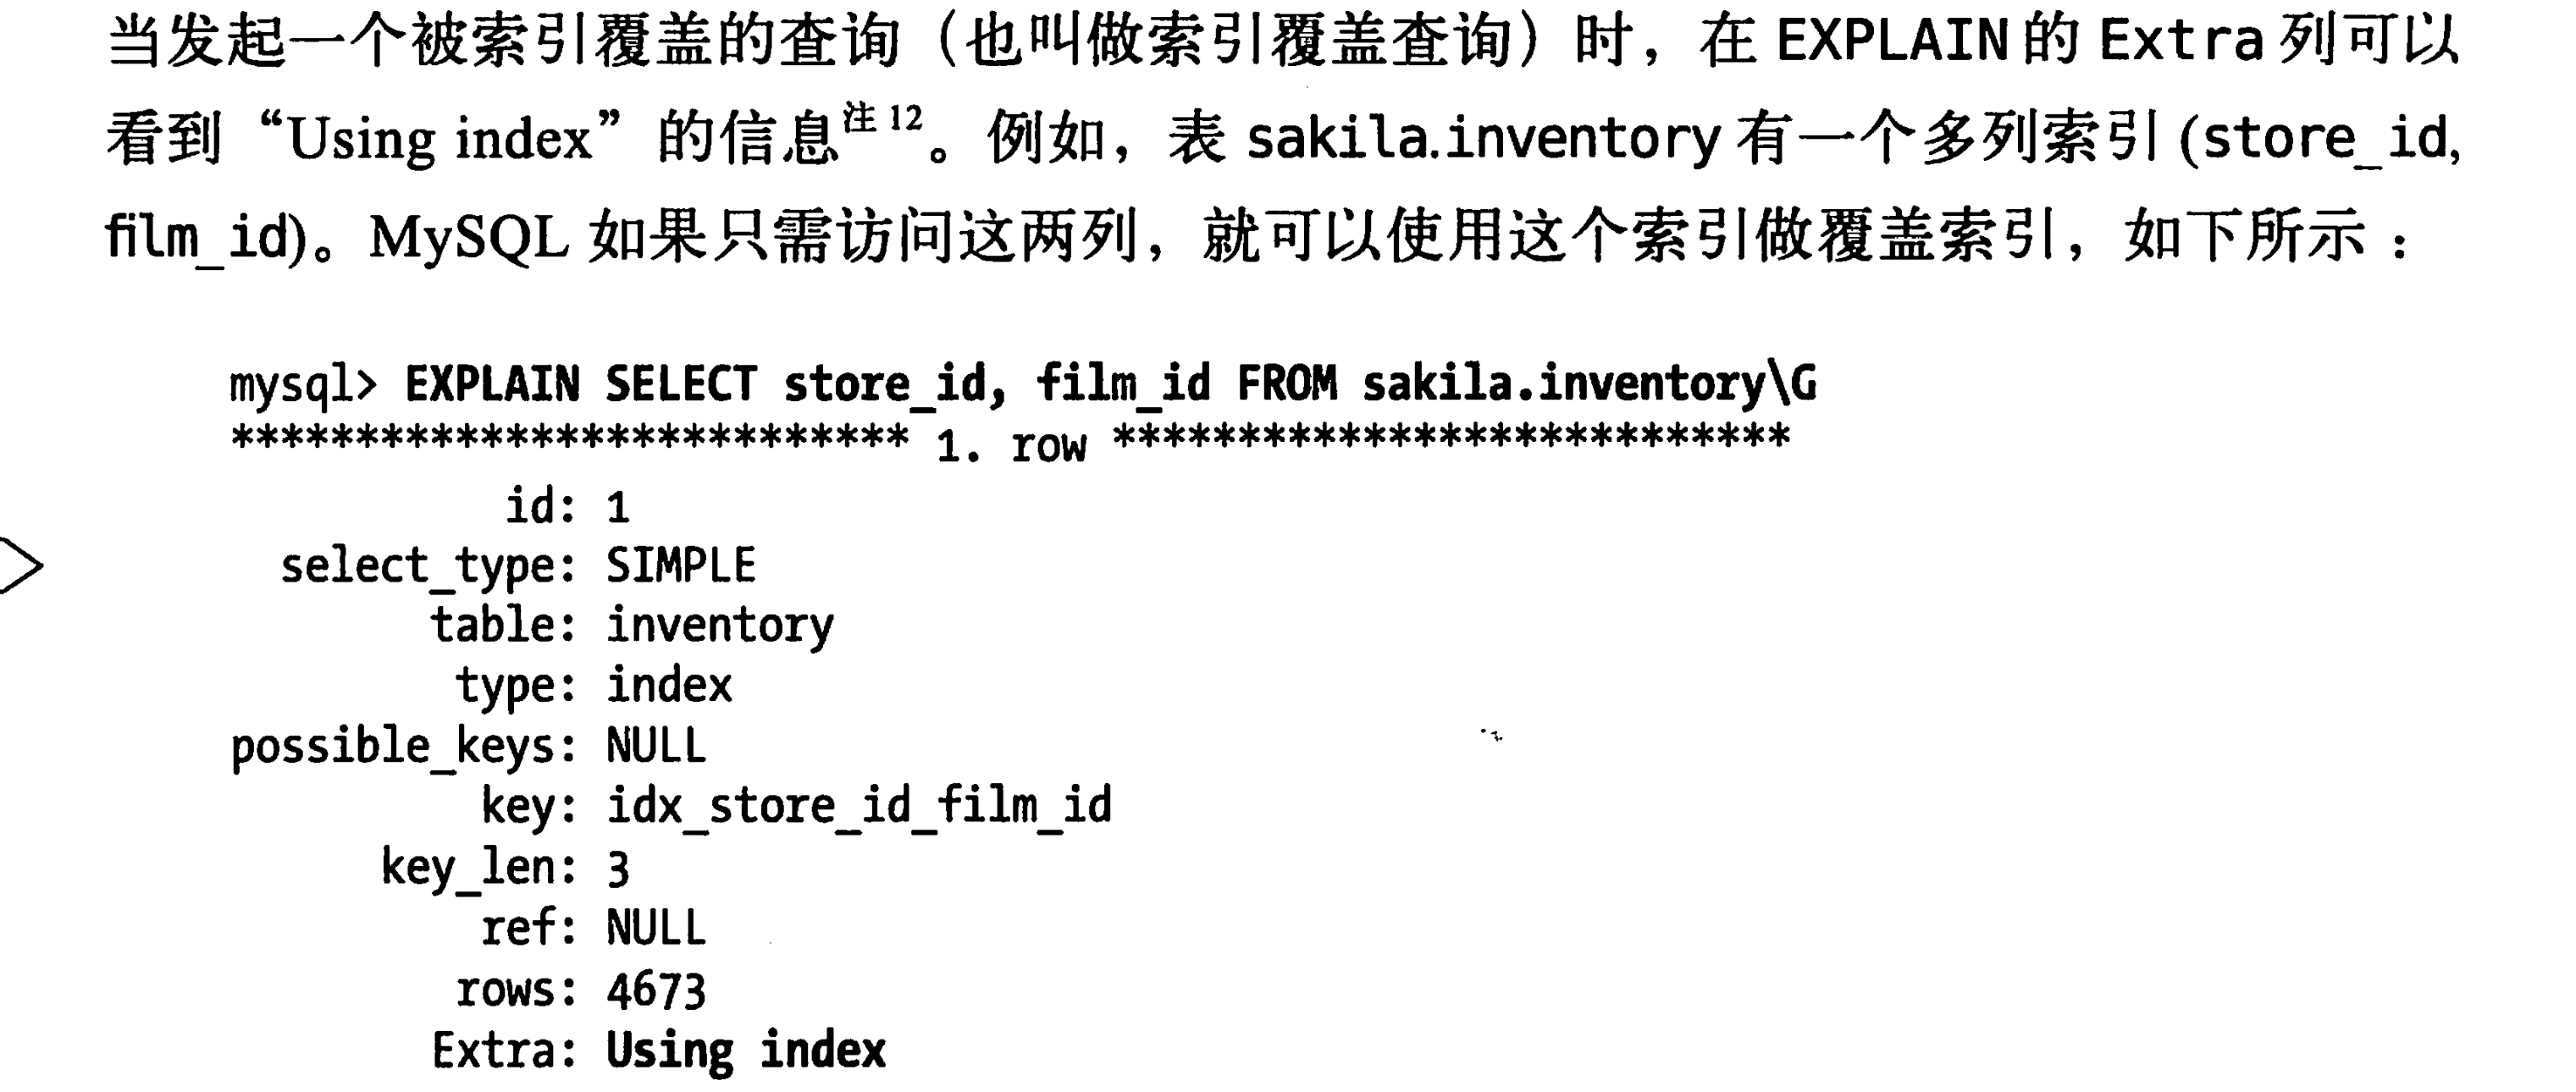 当发起一个被索引覆盖的查询（也叫做索引覆盖查询）时，在 EXPLAIN 的 Extra 列可以
看到“Using index”的信息注 12。例如，表 sakila.inventory 有一个多列索引 (store_id,
film_id)。MySQL 如果只需访问这两列，就可以使用这个索引做覆盖索引，如下所示：
mysql> EXPLAIN SELECT store_id, film_id FROM sakila.inventory\G
*************************** 1. row ***************************
id: 1
select_type: SIMPLE
table: inventory
type: index
possible_keys: NULL
key: idx_store_id_film_id
key_len: 3
ref: NULL
rows: 4673
Extra: Using index